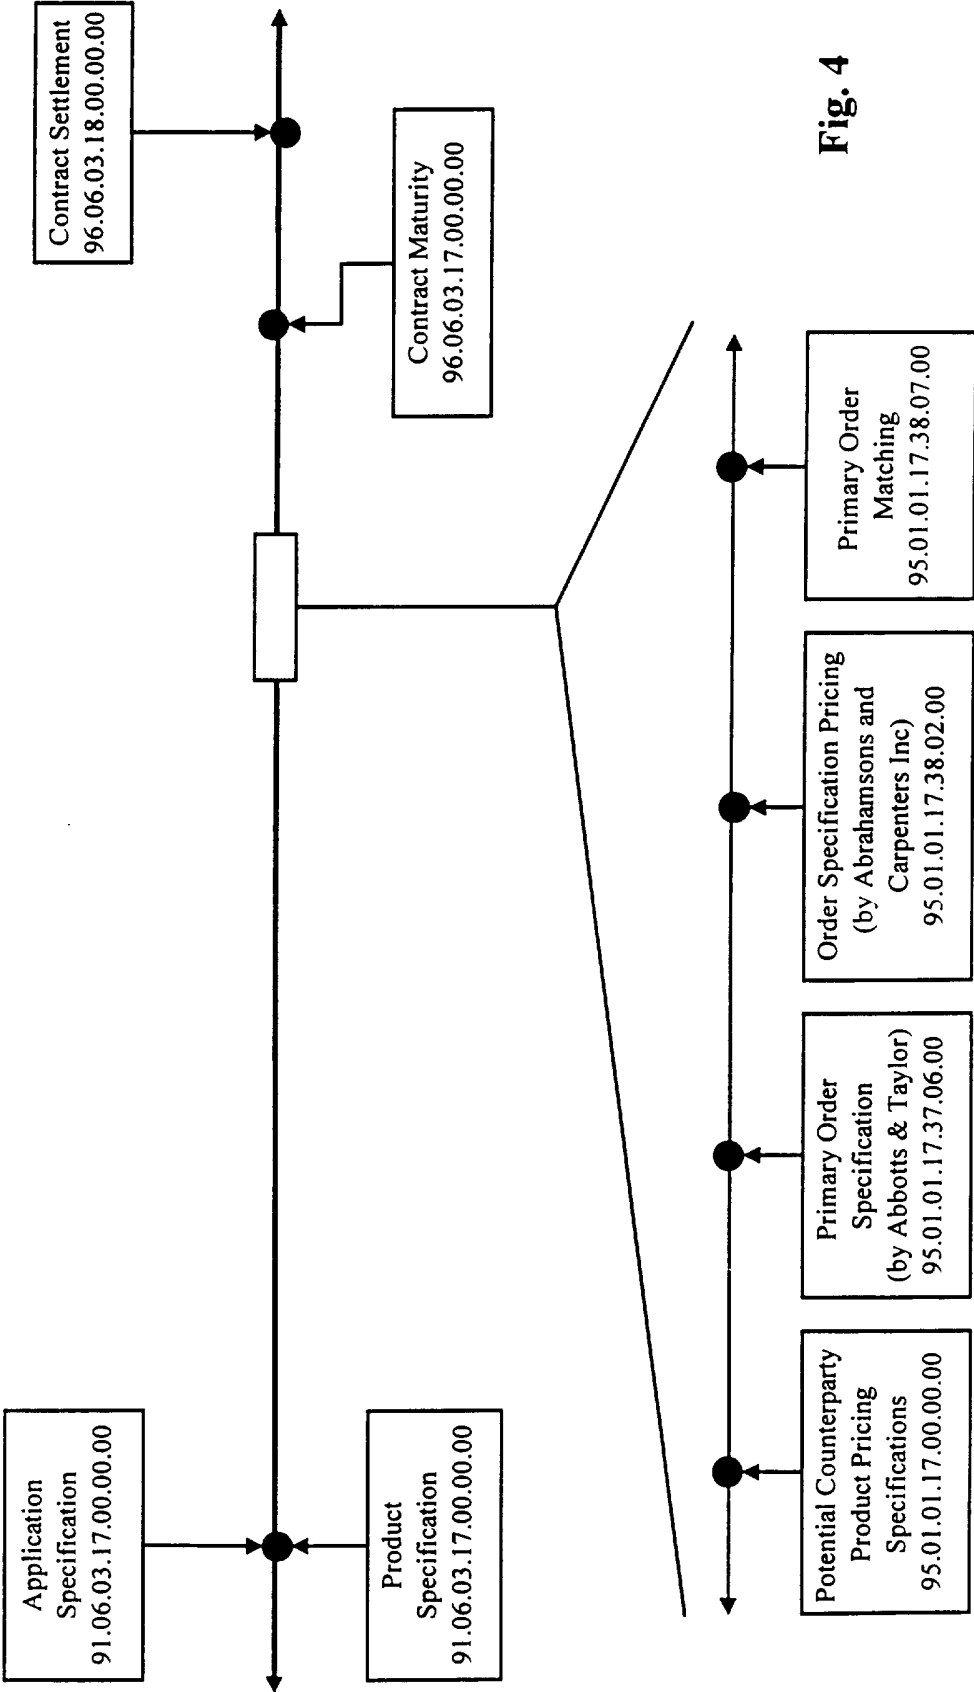 Application
Specification
91.06.03.17.00.00.00
Product
Specification
91.06.03.17.00.00.00
Contract Settlement
96.06.03.18.00.00.00
Contract Maturity
96.06.03.17.00.00.00
Potential Counterparty
Product Pricing
Specifications
95.01.01.17.00.00.00
Primary Order
Specification
(by Abbotts & Taylor)
95.01.01.17.37.06.00
Order Specification Pricing
(by Abrahamsons and
Carpenters Inc)
95.01.01.17.38.02.00
Primary Order
Matching
95.01.01.17.38.07.00
Fig. 4